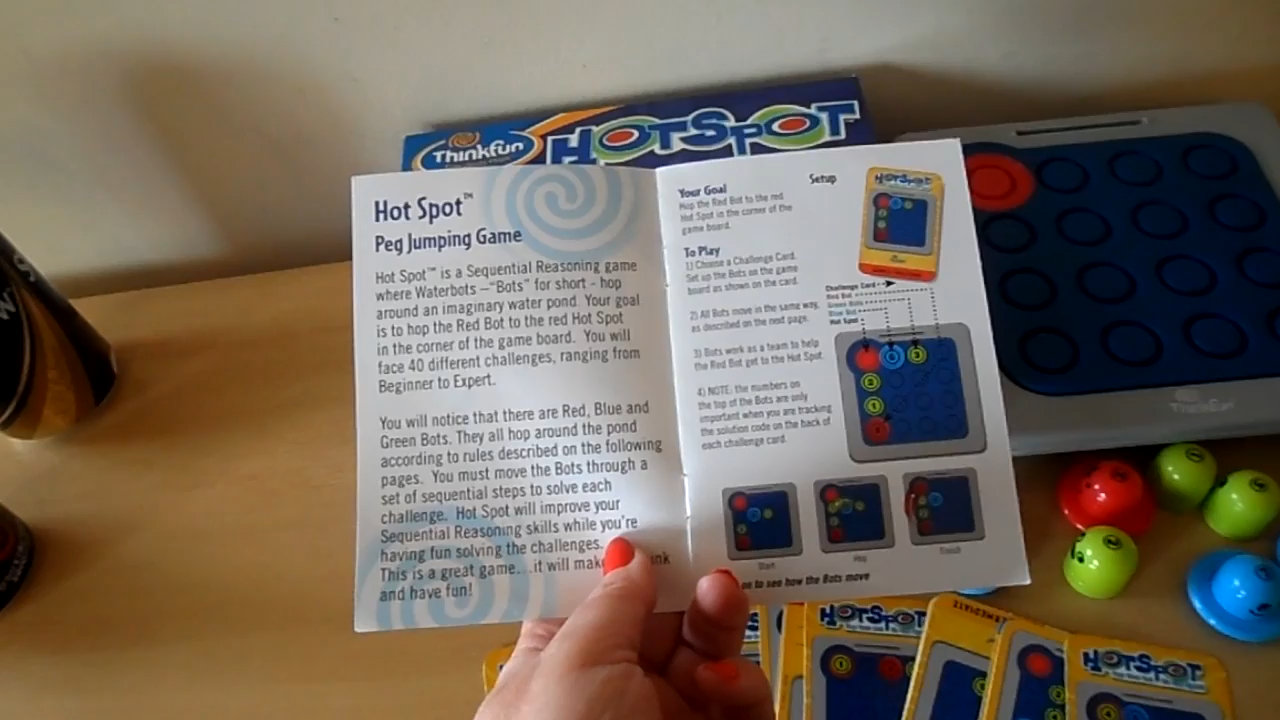 Thinkfun
HOTSPOT
Hot Spot™
Peg Jumping Game
Hot Spot™ is a Sequential Reasoning game
where Waterbots —"Bots" for short - hop
around an imaginary water pond. Your goal
is to hop the Red Bot to the red Hot Spot
in the corner of the game board. You will
face 40 different challenges, ranging from
Beginner to Expert.
You will notice that there are Red, Blue and
Green Bots. They all hop around the pond
according to rules described on the following
pages. You must move the Bots through a
set of sequential steps to solve each
challenge. Hot Spot will improve your
Sequential Reasoning skills while you're
having fun solving the challenges.
This is a great game...it will mak ink
and have fun!
Setup
Your Goal
Hop the Red Bot to the red
Hot Spot in the corner of the
game board.
To Play
1) Choose a Challenge Card.
Set up the Bots on the game
board as shown on the card.
2) All Bots move in the same way,
as described on the next page.
3) Bots work as a team to help
the Red Bot get to the Hot Spot.
4) NOTE: the numbers on
the top of the Bots are only
important when you are tracking
the solution code on the back of
each challenge card.
HOTSPOT
Challenge Card
Red Bot
Green Bots
Blue Bot
Hot Spot
Start
Hop
Finish
on to see how the Bots move
ThinkFun
HOTSPOT
HOTSPOT
HOTSPOT